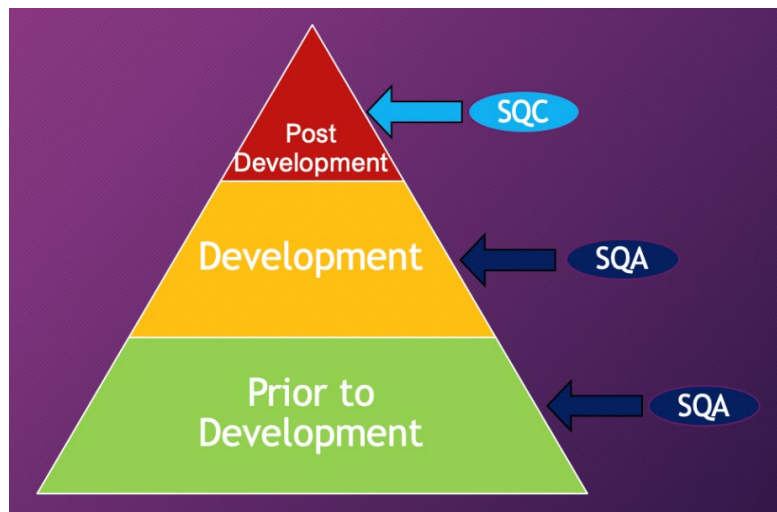 SQC
Post
Development
Development
SQA
Prior to
Development
SQA